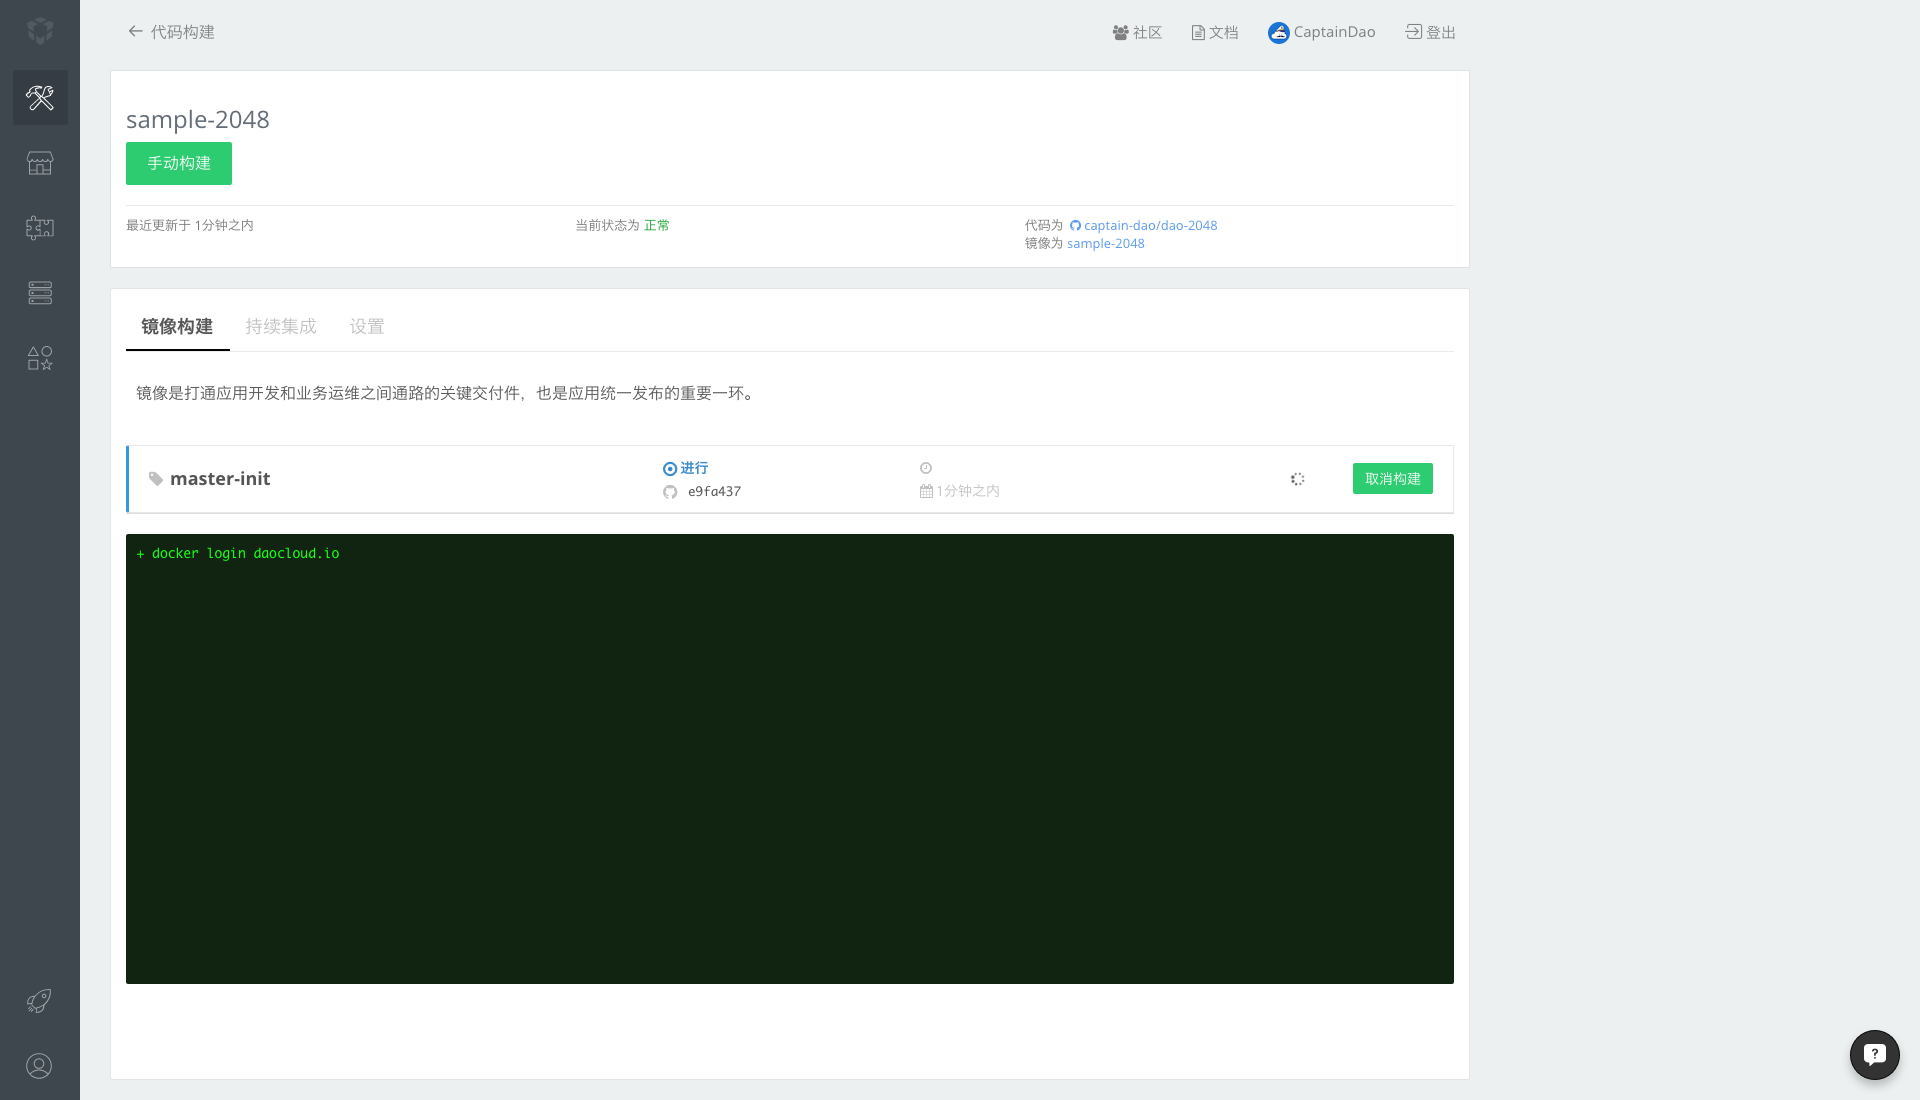 代码构建
社区 文档 CaptainDao 登出
sample-2048
手动构建
最近更新于 1分钟之内
当前状态为 正常
代码为 captain-dao/dao-2048
镜像为 sample-2048
镜像构建 持续集成 设置
镜像是打通应用开发和业务运维之间通路的关键交付件，也是应用统一发布的重要一环。
master-init
进行
e9fa437
1分钟之内
取消构建
+ docker login daocloud.io
?